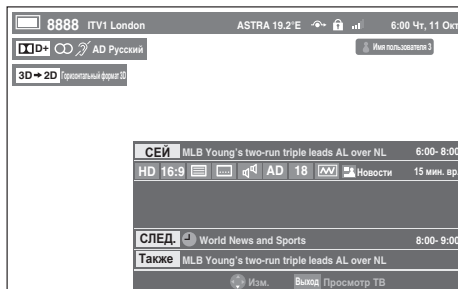 8888 ITV1 London ASTRA 19.2°E 6:00 Чт, 11 Окт
DD+ AD Русский Имя пользователя 3
3D➔2D Горизонтальный формат 3D
СЕЙ MLB Young's two-run triple leads AL over NL 6:00- 8:00
HD 16:9 AD 18 Новости 15 мин. вр
СЛЕД. World News and Sports 8:00- 9:00
Также MLB Young's two-run triple leads AL over NL
Изм. Выход Просмотр ТВ